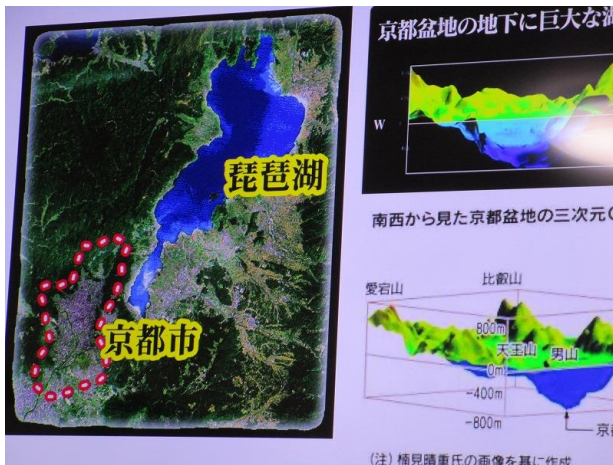 琵琶湖
京都市
京都盆地の地下に巨大な
W
南西から見た京都盆地の三次元C
愛宕山
比叡山
800m
天王山
男山
0m
-400m
-800m
京
(注) 楠見晴重氏の画像を基に作成